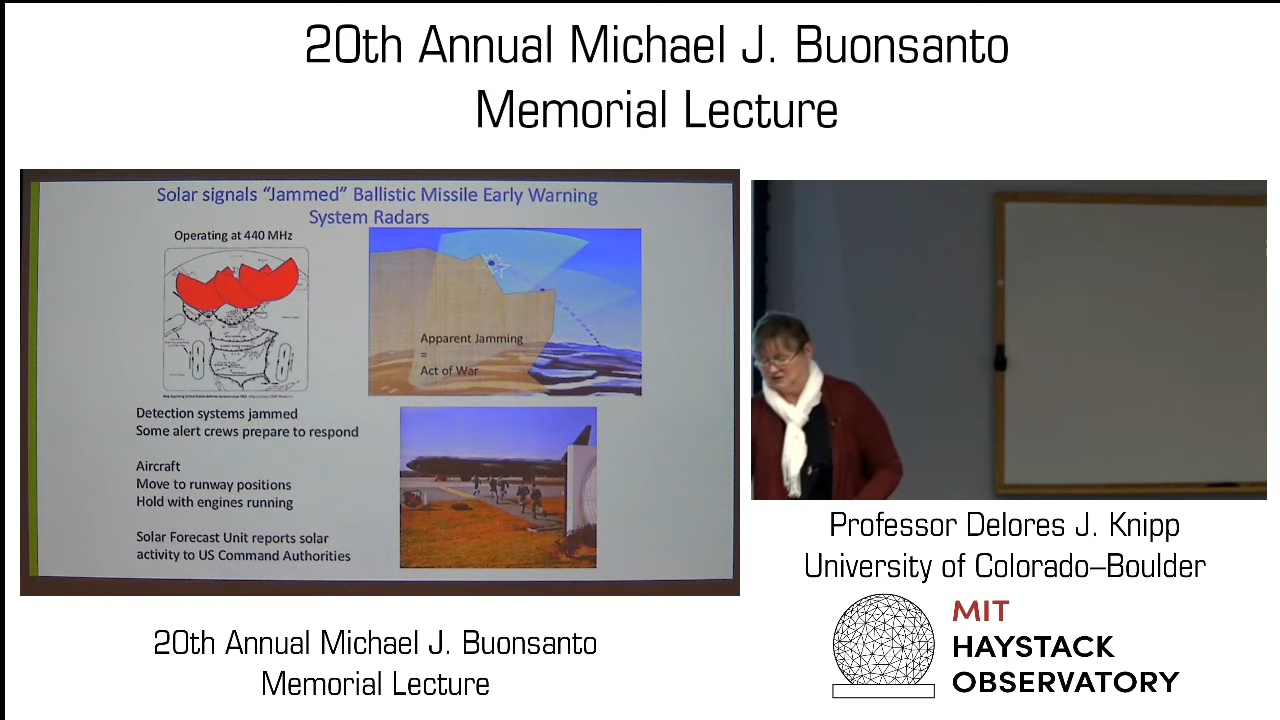 20th Annual Michael J. Buonsanto
Memorial Lecture
Solar signals “Jammed” Ballistic Missile Early Warning
System Radars
Operating at 440 MHz
Apparent Jamming
=
Act of War
Detection systems jammed
Some alert crews prepare to respond
Aircraft
Move to runway positions
Hold with engines running
Solar Forecast Unit reports solar
activity to US Command Authorities
20th Annual Michael J. Buonsanto
Memorial Lecture
Professor Delores J. Knipp
University of Colorado–Boulder
MIT
HAYSTACK
OBSERVATORY